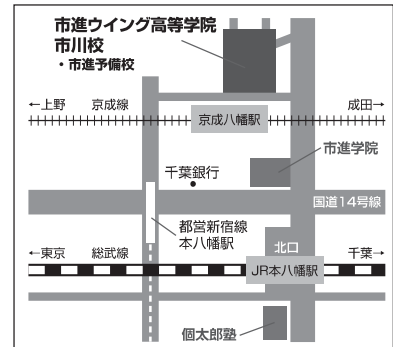 市進ウイング高等学院
市川校
・市進予備校
←上野　京成線
成田→
京成八幡駅
市進学院
千葉銀行
国道14号線
都営新宿線
本八幡駅
北口
←東京　総武線
千葉→
JR本八幡駅
個太郎塾